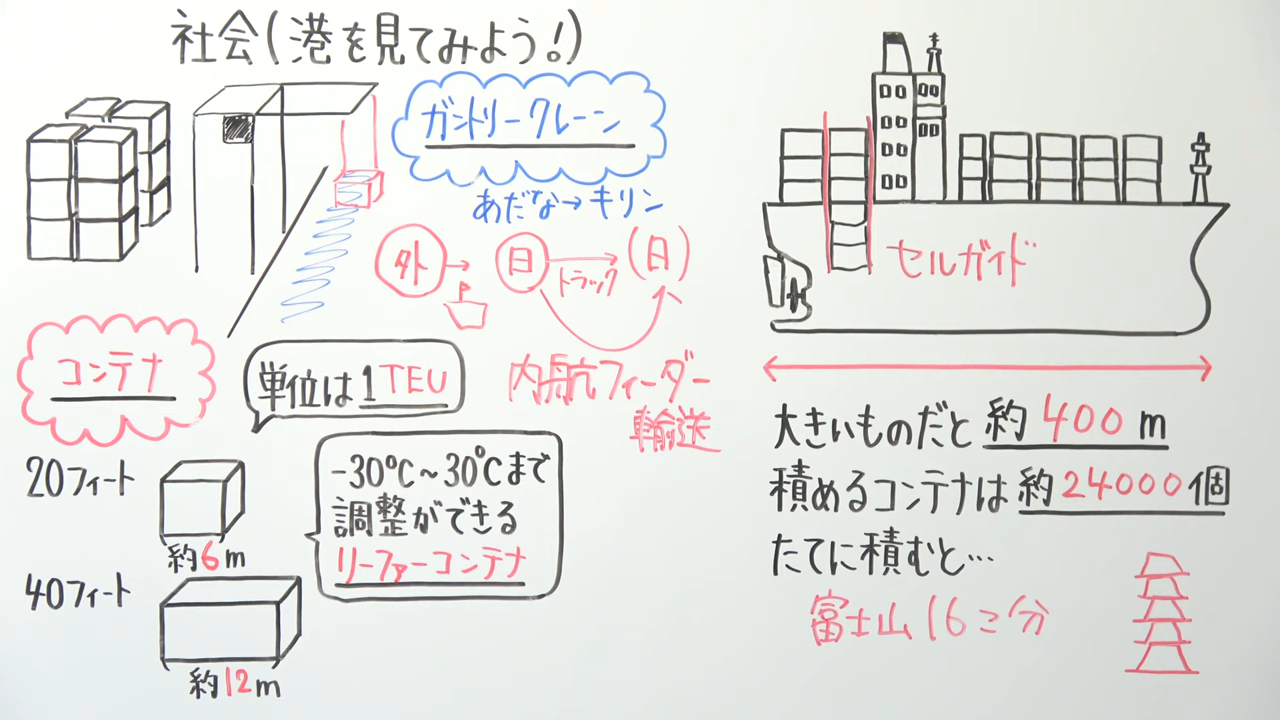 社会(港を見てみよう!)
ガントリークレーン
あだな→キリン
外→
日
トラック
(日)
内航フィーダー
輸送
セルガイド
コンテナ
単位は1TEU
20フィート
約6m
40フィート
約12m
-30℃~30℃まで
調整ができる
リーファーコンテナ
大きいものだと約400m
積めるコンテナは約24000個
たてに積むと…
富士山16こ分